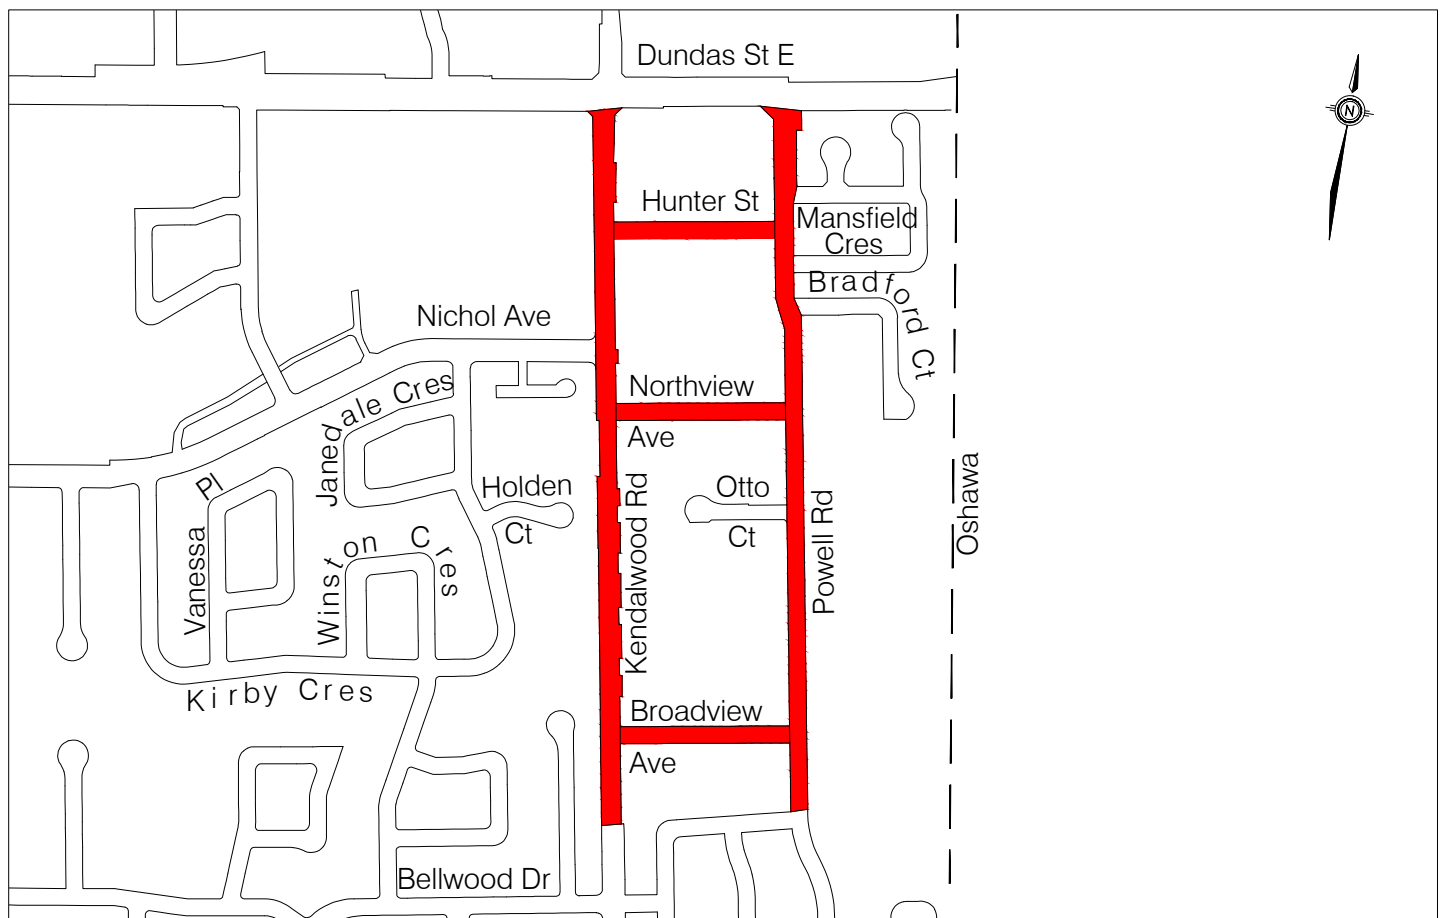 Dundas St E
N
Hunter St
Mansfield
Cres
Bradford Ct
Nichol Ave
Northview
Ave
Janedale Cres
Holden
Ct
Kendalwood Rd
Otto
Ct
Powell Rd
Oshawa
Vanessa Pl
Winston Cres
Kirby Cres
Broadview
Ave
Bellwood Dr